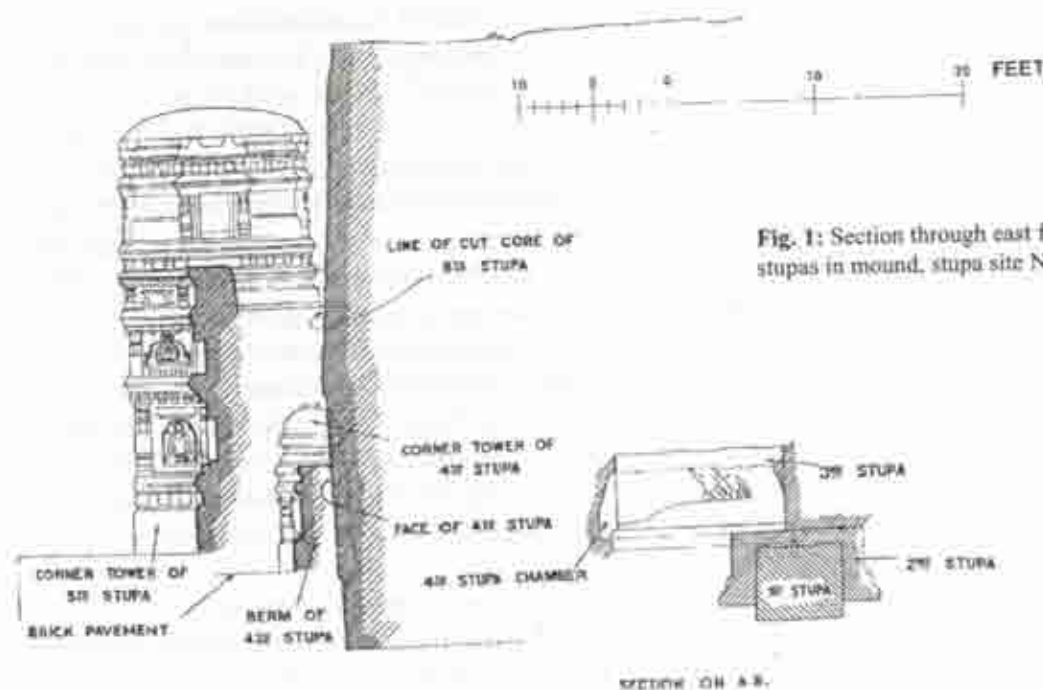 10 5 0 10 20 FEET
Fig. 1: Section through east f
stupas in mound, stupa site N
LINE OF CUT CORE OF
STUPA
CORNER TOWER OF
STUPA
3RD STUPA
FACE OF 4TH STUPA
4TH STUPA CHAMBER
2ND STUPA
1ST STUPA
CORNER TOWER OF
5TH STUPA
BERM OF
4TH STUPA
BRICK PAVEMENT
SECTION ON A.B.